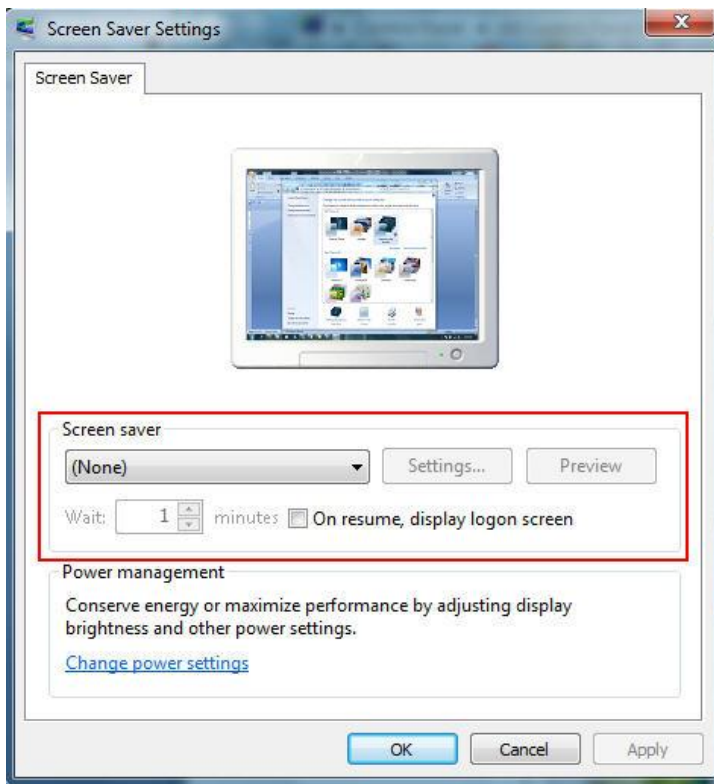 Screen Saver Settings
Screen Saver
Screen saver
(None)
Settings...
Preview
Wait:
1
minutes
On resume, display logon screen
Power management
Conserve energy or maximize performance by adjusting display
brightness and other power settings.
Change power settings
OK
Cancel
Apply